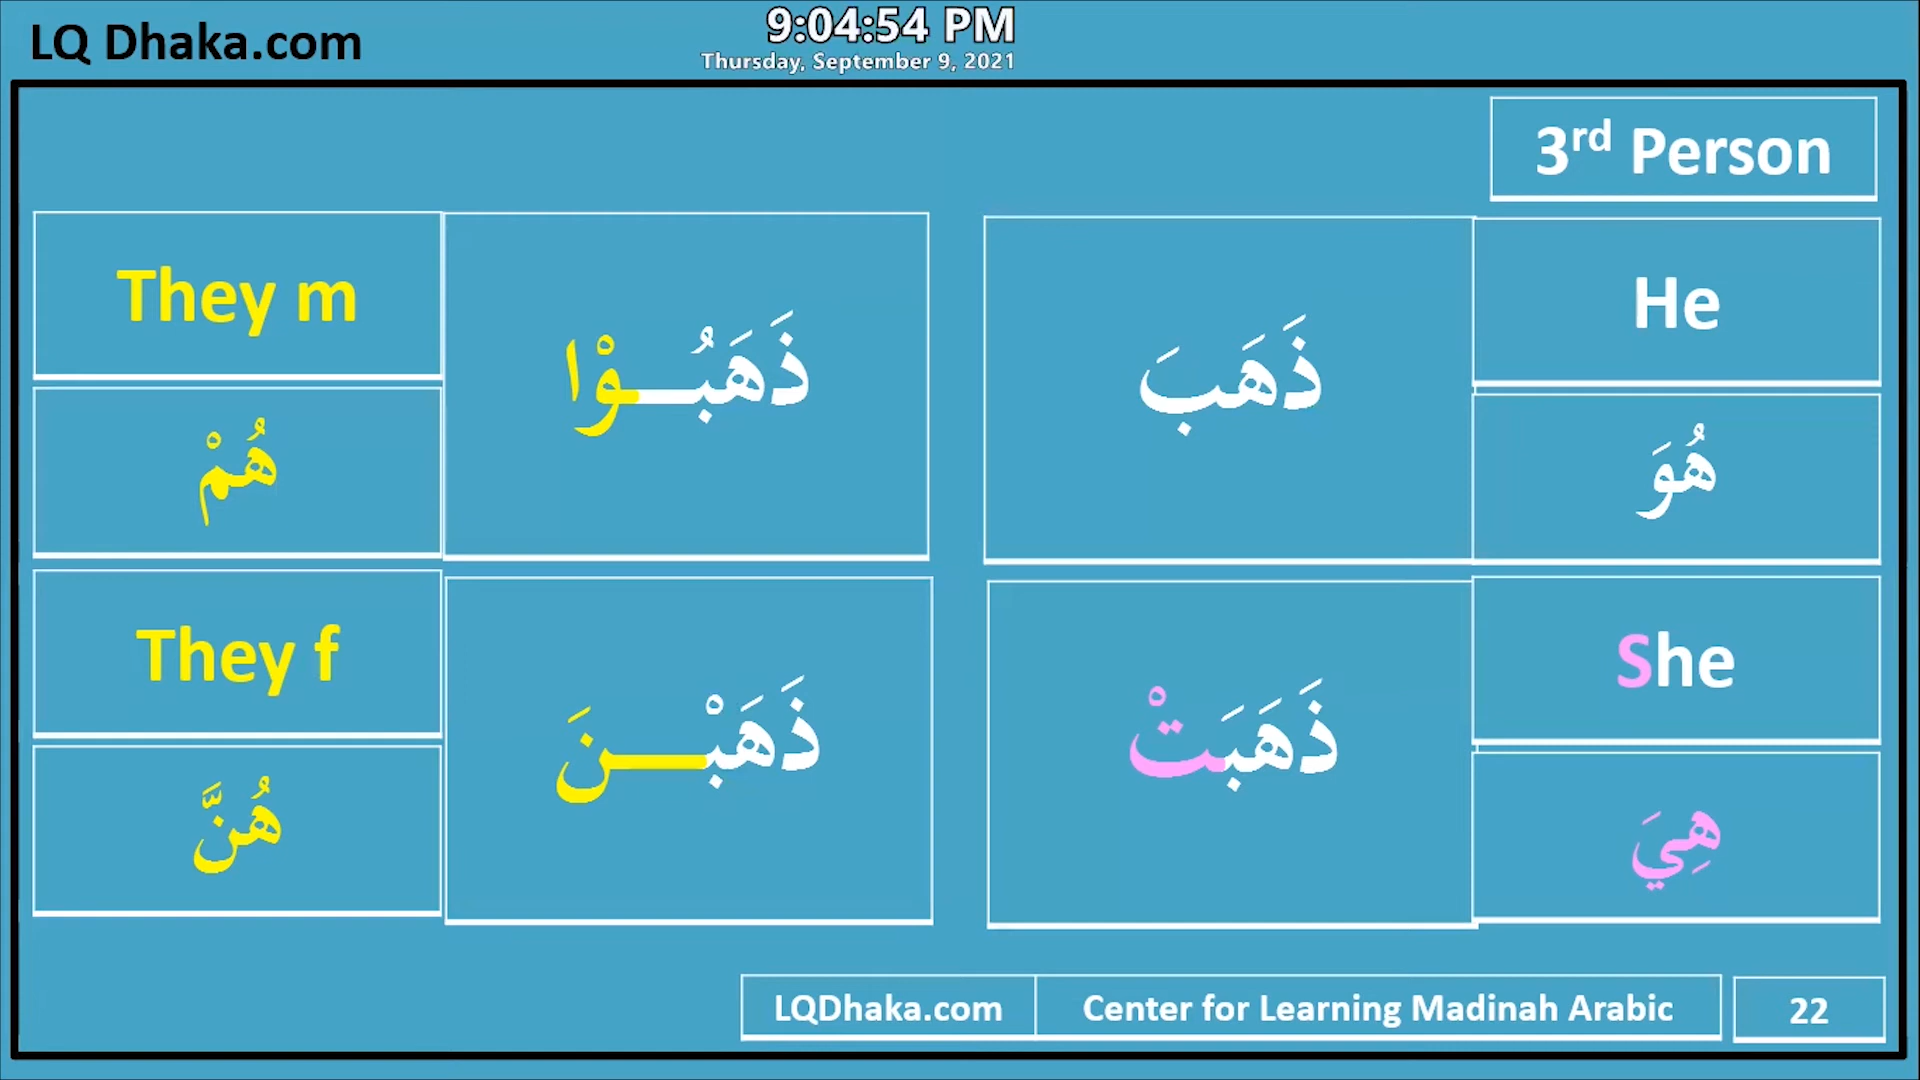 LQ Dhaka.com
9:04:54 PM
Thursday, September 9, 2021
3rd Person
He
ذَهَبَ
هُوَ
They m
ذَهَبُـــوْا
هُمْ
She
ذَهَبَتْ
هِيَ
They f
ذَهَبْـــنَ
هُنَّ
LQDhaka.com
Center for Learning Madinah Arabic
22